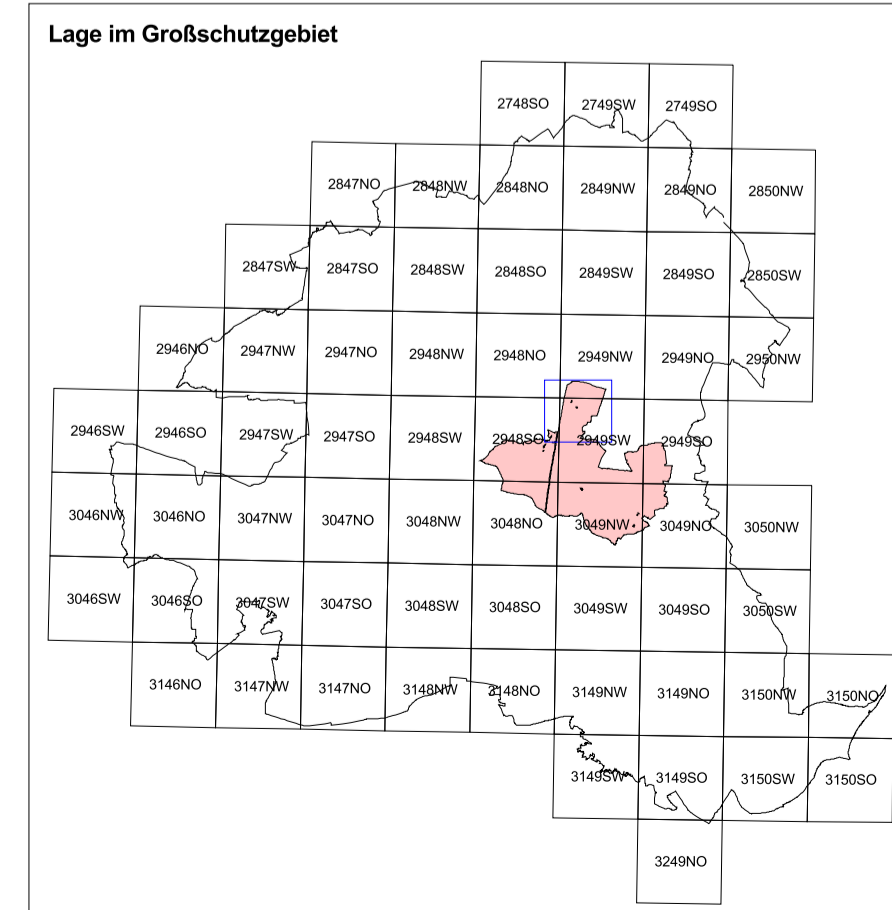 Lage im Großschutzgebiet
2748SO 2749SW 2749SO
2847NO 2848NW 2848NO 2849NW 2849NO 2850NW
2847SW 2847SO 2848SW 2848SO 2849SW 2849SO 2850SW
2946NO 2947NW 2947NO 2948NW 2948NO 2949NW 2949NO 2950NW
2946SW 2946SO 2947SW 2947SO 2948SW 2948SO 2949SW 2949SO
3046NW 3046NO 3047NW 3047NO 3048NW 3048NO 3049NW 3049NO 3050NW
3046SW 3046SO 3047SW 3047SO 3048SW 3048SO 3049SW 3049SO 3050SW
3146NO 3147NW 3147NO 3148NW 3148NO 3149NW 3149NO 3150NW 3150NO
3149SW 3149SO 3150SW 3150SO
3249NO